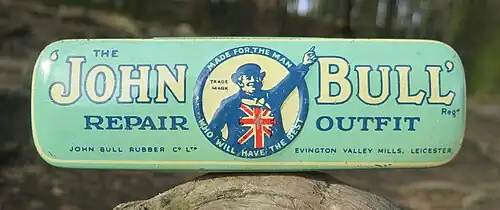 THE
'JOHN BULL'
Regd
REPAIR OUTFIT
MADE FOR THE MAN
TRADE
MARK
WHO WILL HAVE THE BEST
JOHN BULL RUBBER Co LTD EVINGTON VALLEY MILLS, LEICESTER